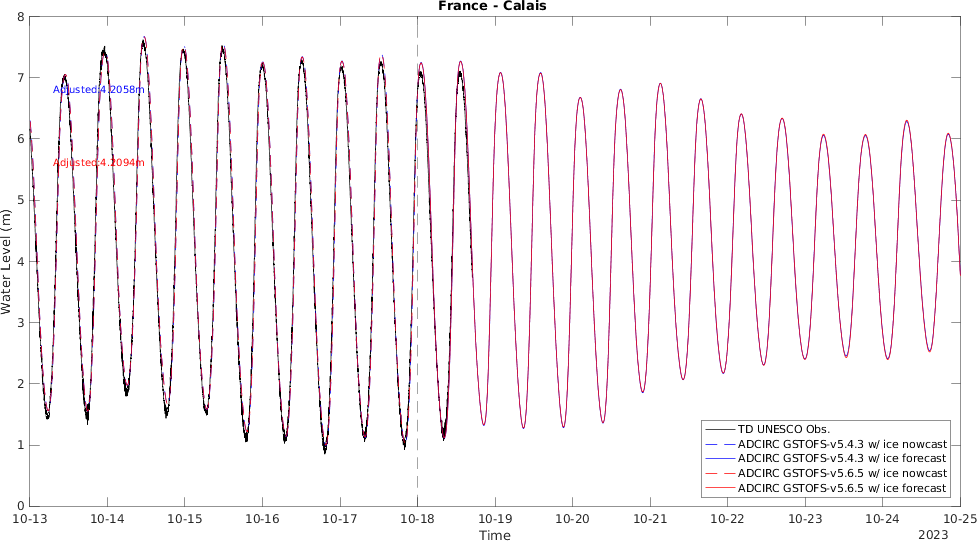 France - Calais
8
7
6
5
4
3
2
1
0
Water Level (m)
Adjusted:4.2058m
Adjusted:4.2094m
TD UNESCO Obs.
ADCIRC GSTOFS-v5.4.3 w/ ice nowcast
ADCIRC GSTOFS-v5.4.3 w/ ice forecast
ADCIRC GSTOFS-v5.6.5 w/ ice nowcast
ADCIRC GSTOFS-v5.6.5 w/ ice forecast
10-13 10-14 10-15 10-16 10-17 10-18 10-19 10-20 10-21 10-22 10-23 10-24 10-25
Time
2023